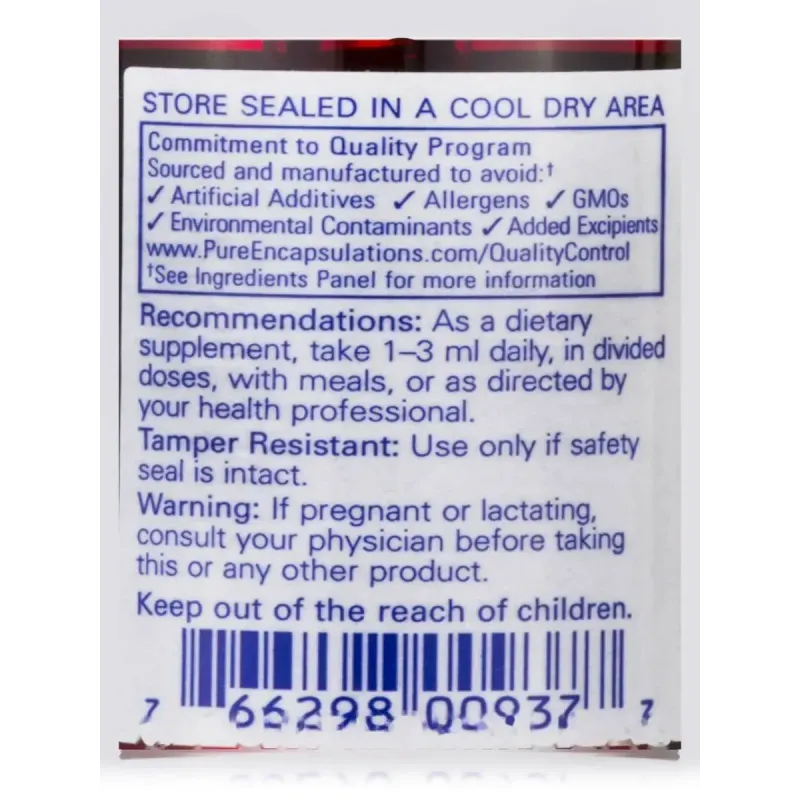 STORE SEALED IN A COOL DRY AREA
Commitment to Quality Program
Sourced and manufactured to avoid:†
✓ Artificial Additives ✓ Allergens ✓ GMOs
✓ Environmental Contaminants ✓ Added Excipients
www.PureEncapsulations.com/QualityControl
†See Ingredients Panel for more information
Recommendations: As a dietary
supplement, take 1–3 ml daily, in divided
doses, with meals, or as directed by
your health professional.
Tamper Resistant: Use only if safety
seal is intact.
Warning: If pregnant or lactating,
consult your physician before taking
this or any other product.
Keep out of the reach of children.
7 66298 00937 7